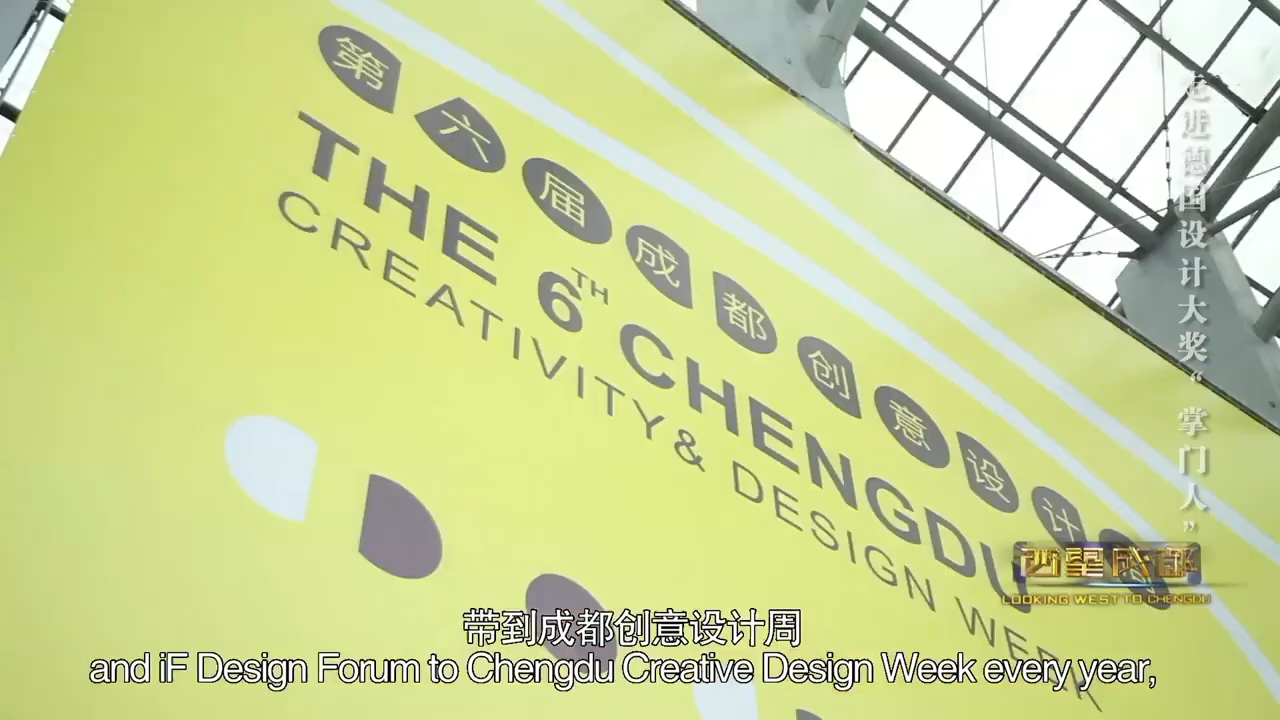 第六届成都创意设计
THE 6TH CHENGDU
CREATIVITY & DESIGN WEEK
走进德国设计大奖“掌门人”
西望成都
LOOKING WEST TO CHENGDU
带到成都创意设计周
and iF Design Forum to Chengdu Creative Design Week every year,